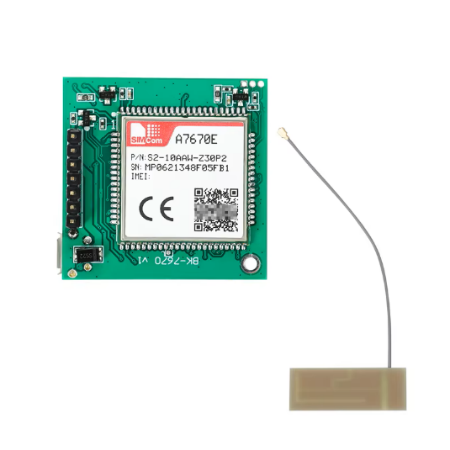 SIMCom
A7670E
P/N: S2-10AAW-Z30P2
SN: MP0621348F05FB1
IMEI:
CE
BK-7670 v1